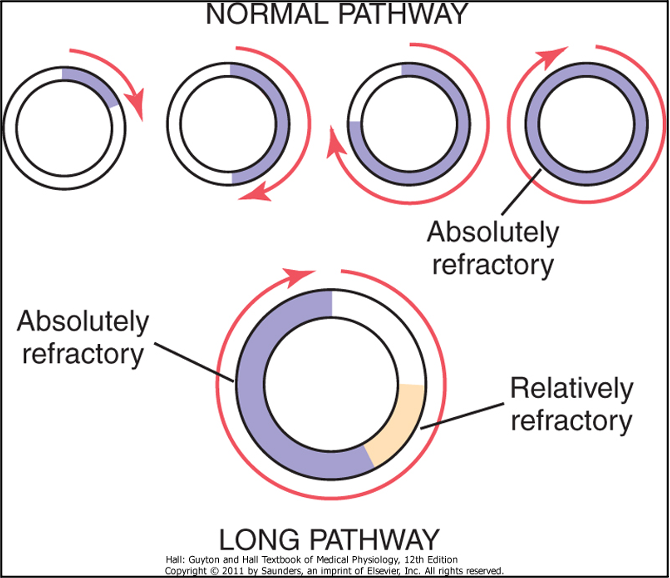 NORMAL PATHWAY
Absolutely
refractory
Absolutely
refractory
Relatively
refractory
LONG PATHWAY
Hall: Guyton and Hall Textbook of Medical Physiology, 12th Edition
Copyright © 2011 by Saunders, an imprint of Elsevier, Inc. All rights reserved.